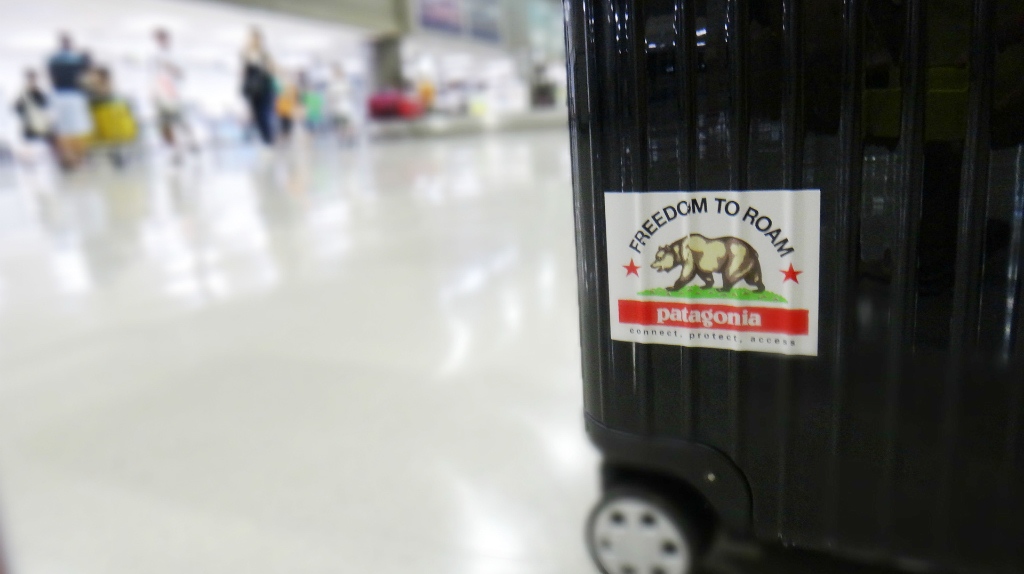 FREEDOM TO ROAM
patagonia
connect, protect, access